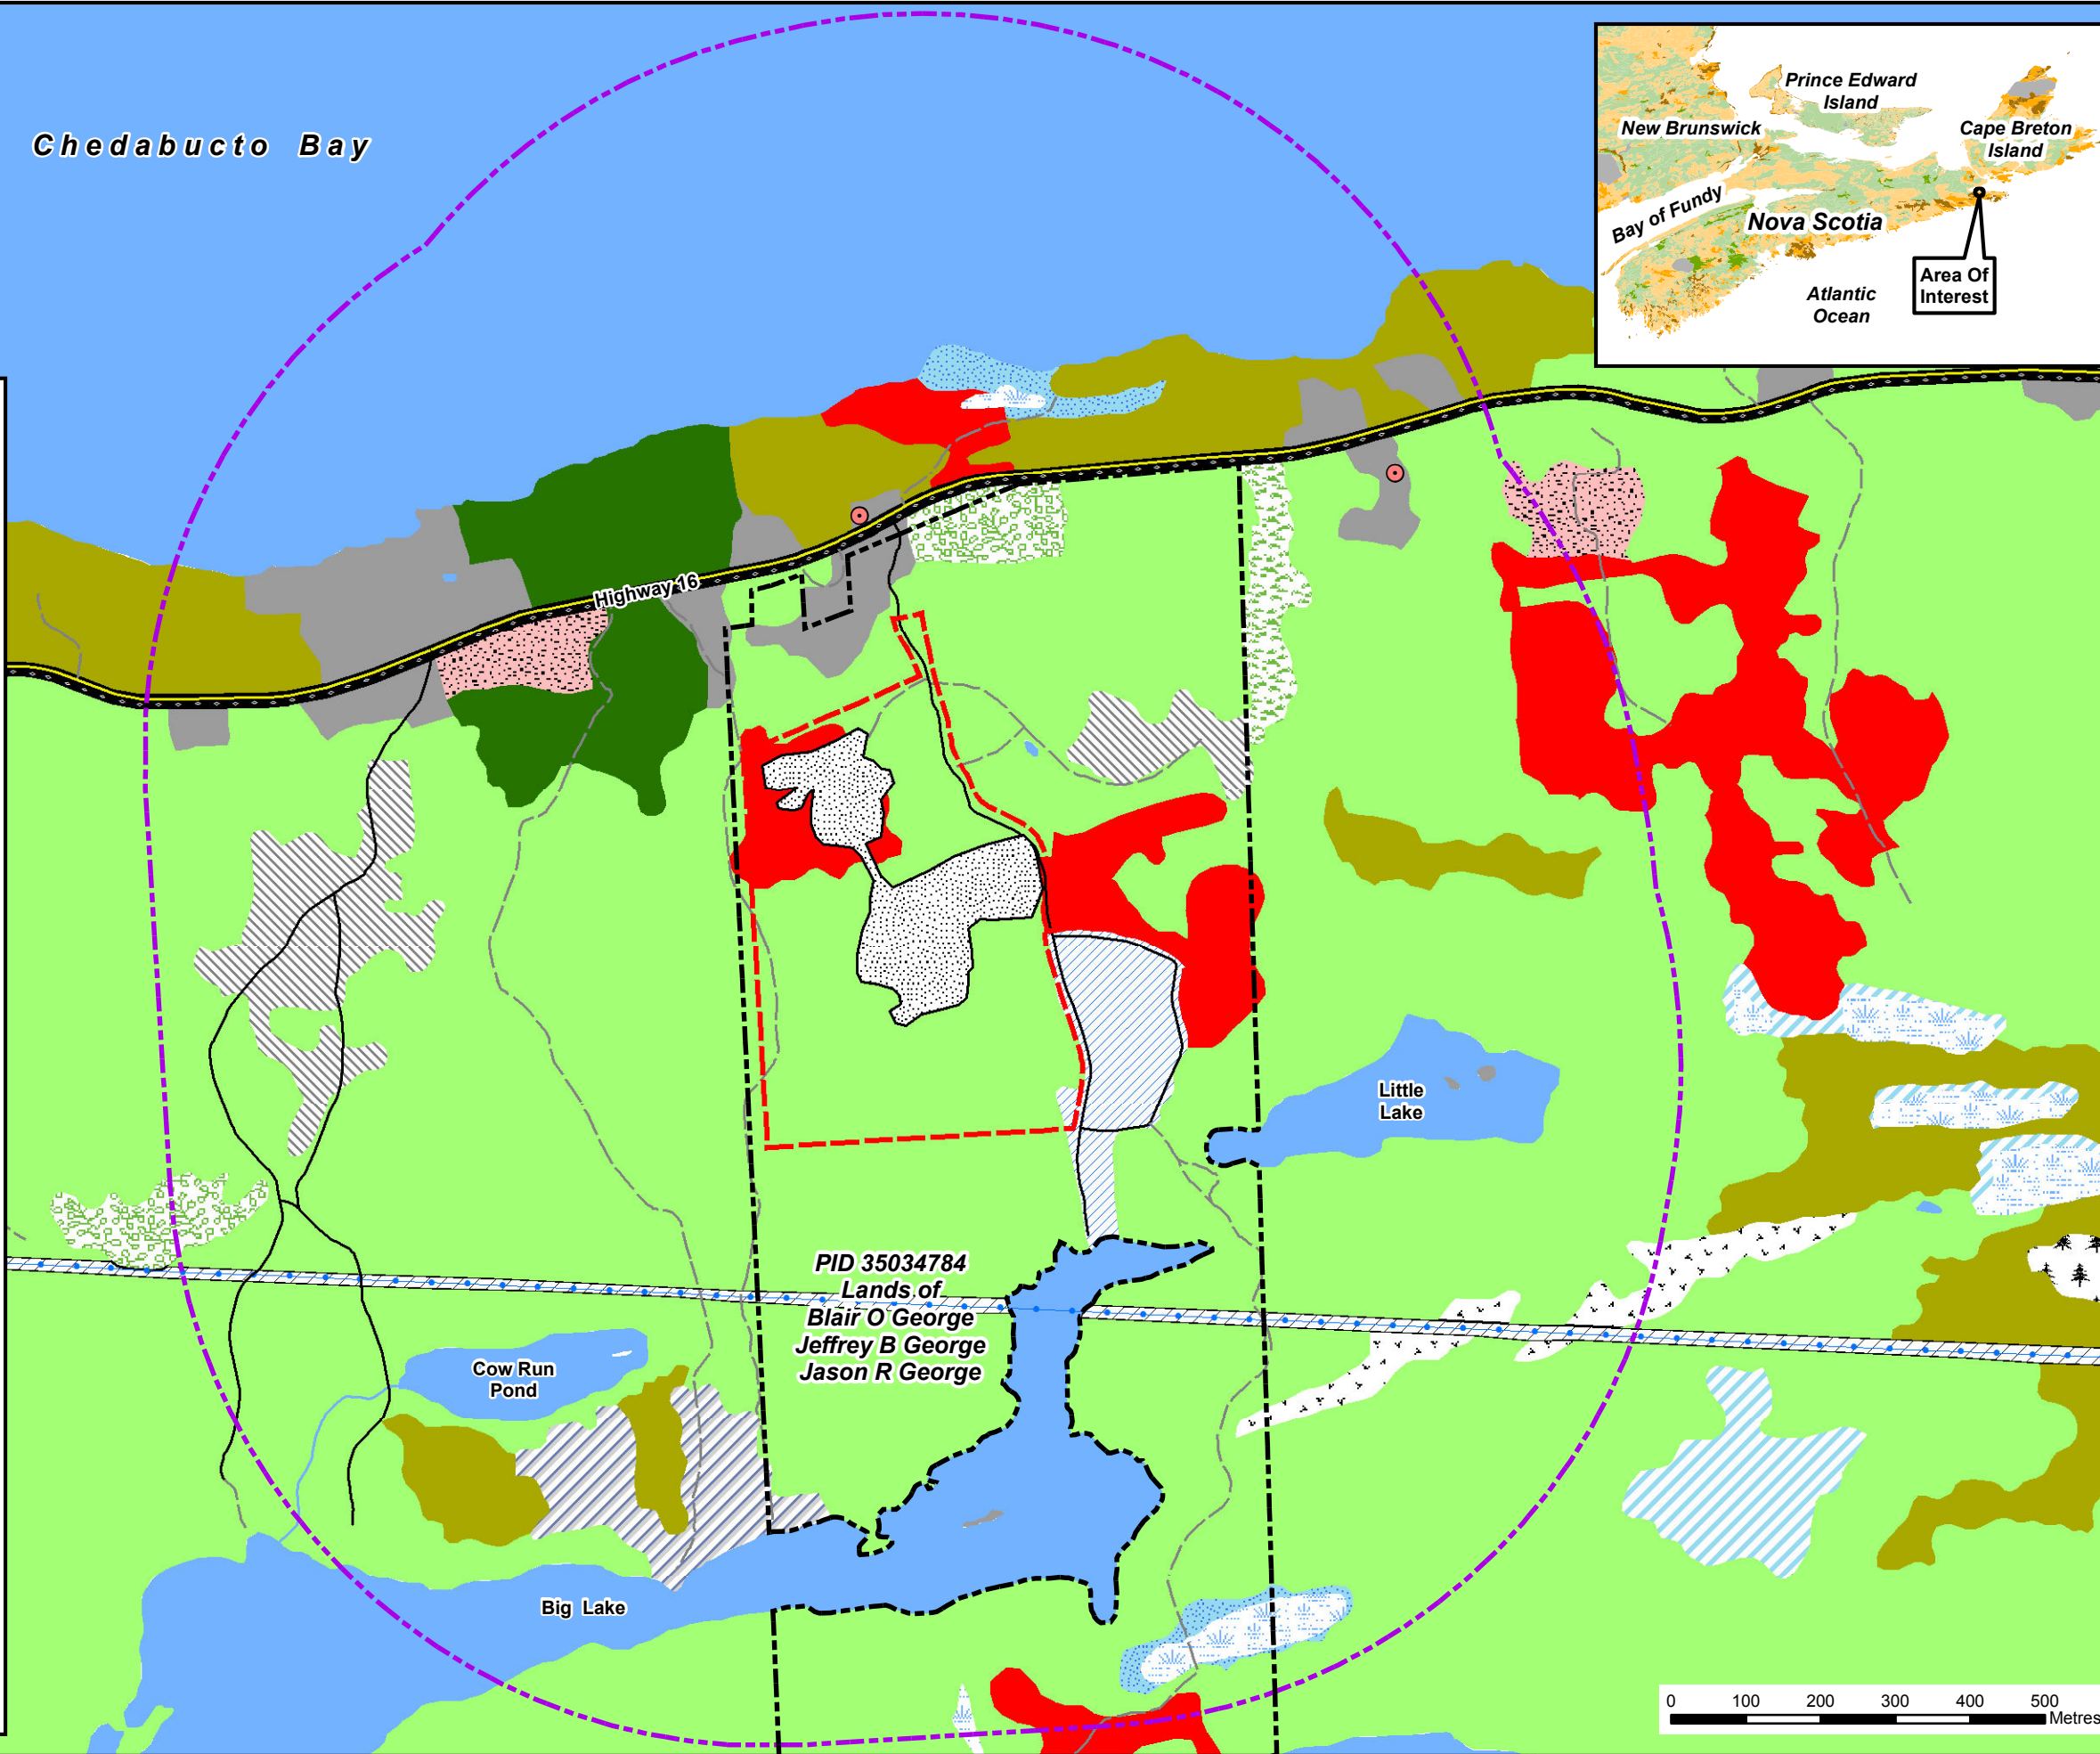 Chedabucto Bay
Prince Edward
Island
New Brunswick
Cape Breton
Island
Bay of Fundy
Nova Scotia
Area Of
Interest
Atlantic
Ocean
Highway 16
Little
Lake
PID 35034784
Lands of
Blair O George
Jeffrey B George
Jason R George
Cow Run
Pond
Big Lake
0 100 200 300 400 500
Metres